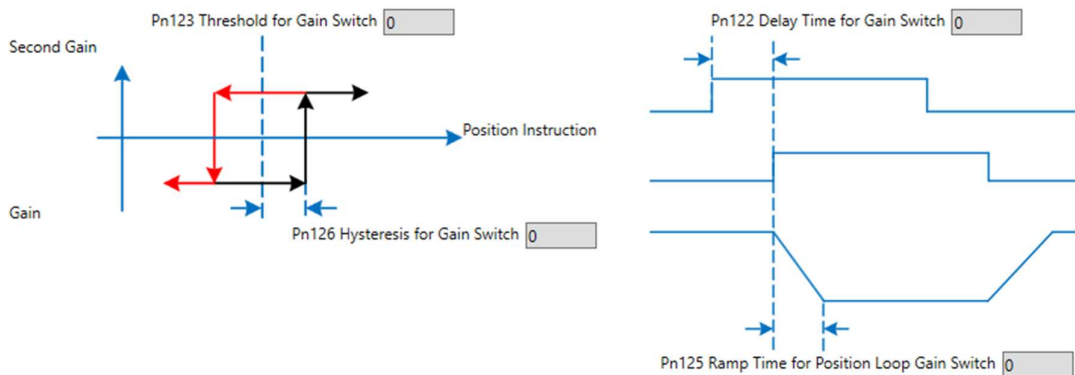 Pn123 Threshold for Gain Switch 0
Second Gain
Position Instruction
Gain
Pn126 Hysteresis for Gain Switch 0
Pn122 Delay Time for Gain Switch 0
Pn125 Ramp Time for Position Loop Gain Switch 0